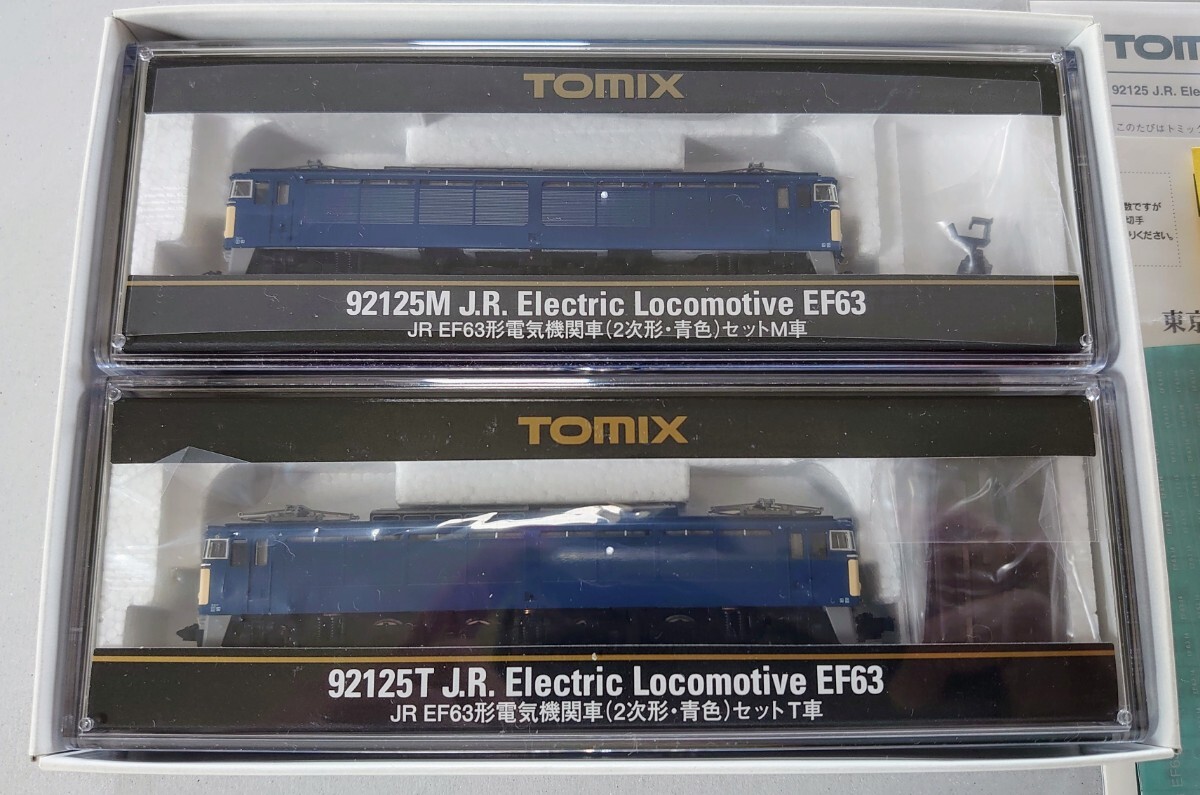 TOMIX
92125M J.R. Electric Locomotive EF63
JR EF63形電気機関車(2次形・青色)セットM車
TOMIX
92125T J.R. Electric Locomotive EF63
JR EF63形電気機関車(2次形・青色)セットT車
TOM
92125 J.R. Ele
このたびはトミック
数ですが
切手
りください。
東京